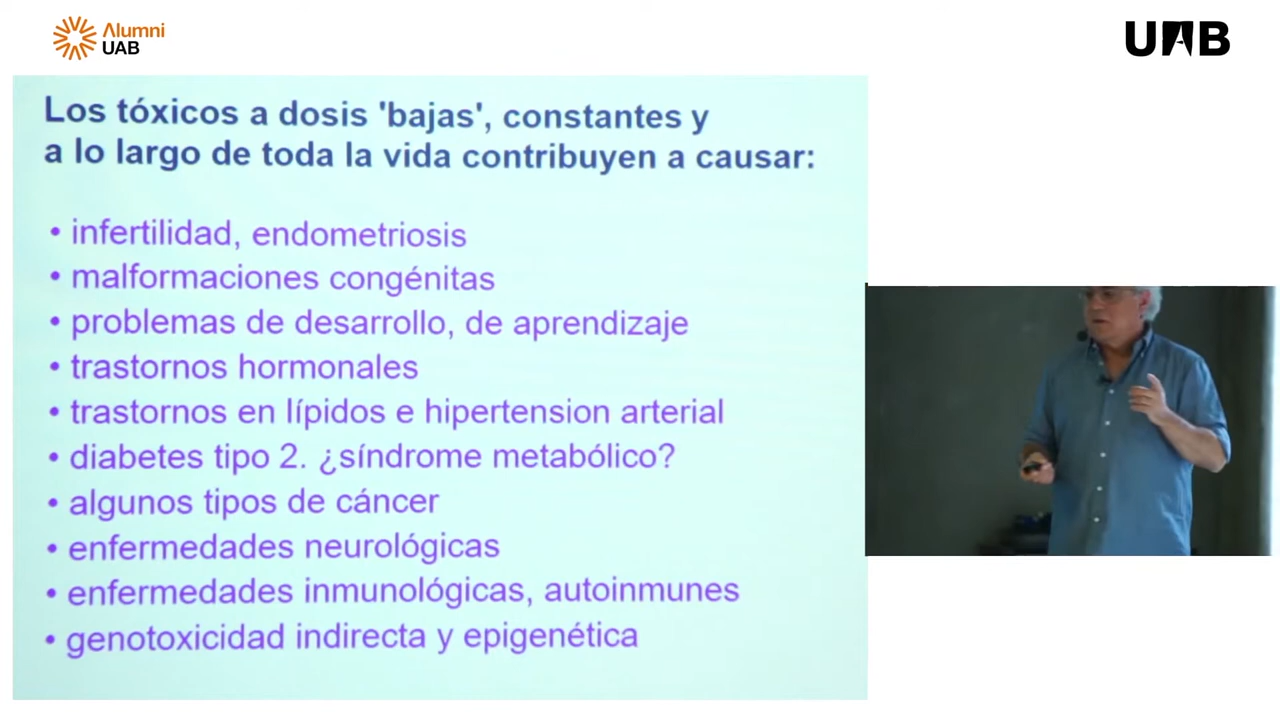 Alumni
UAB
UAB
Los tóxicos a dosis 'bajas', constantes y
a lo largo de toda la vida contribuyen a causar:
• infertilidad, endometriosis
• malformaciones congénitas
• problemas de desarrollo, de aprendizaje
• trastornos hormonales
• trastornos en lípidos e hipertension arterial
• diabetes tipo 2. ¿síndrome metabólico?
• algunos tipos de cáncer
• enfermedades neurológicas
• enfermedades inmunológicas, autoinmunes
• genotoxicidad indirecta y epigenética